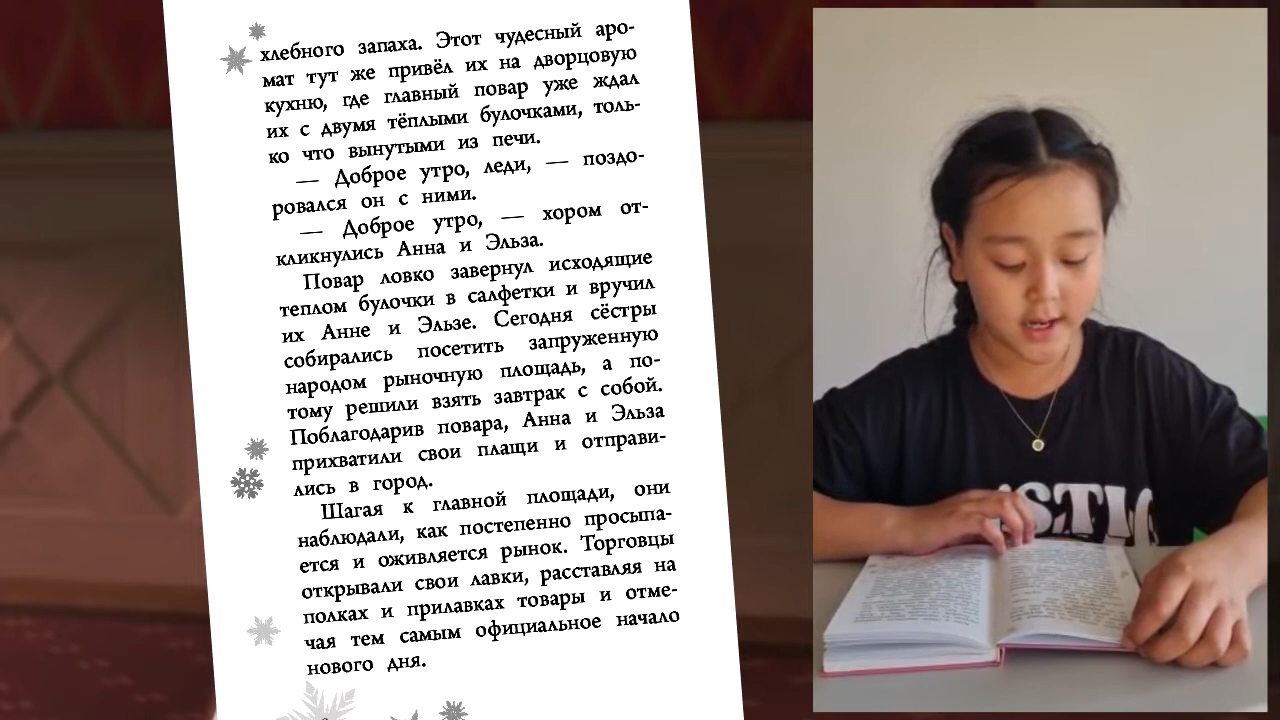 хлебного запаха. Этот чудесный аро-
мат тут же привёл их на дворцовую
кухню, где главный повар уже ждал
их с двумя тёплыми булочками, толь-
ко что вынутыми из печи.
— Доброе утро, леди, — поздо-
ровался он с ними.
— Доброе утро, — хором от-
кликнулись Анна и Эльза.
Повар ловко завернул исходящие
теплом булочки в салфетки и вручил
их Анне и Эльзе. Сегодня сёстры
собирались посетить запруженную
народом рыночную площадь, а по-
тому решили взять завтрак с собой.
Поблагодарив повара, Анна и Эльза
прихватили свои плащи и отправи-
лись в город.
Шагая к главной площади, они
наблюдали, как постепенно просыпа-
ется и оживляется рынок. Торговцы
открывали свои лавки, расставляя на
полках и прилавках товары и отме-
чая тем самым официальное начало
нового дня.